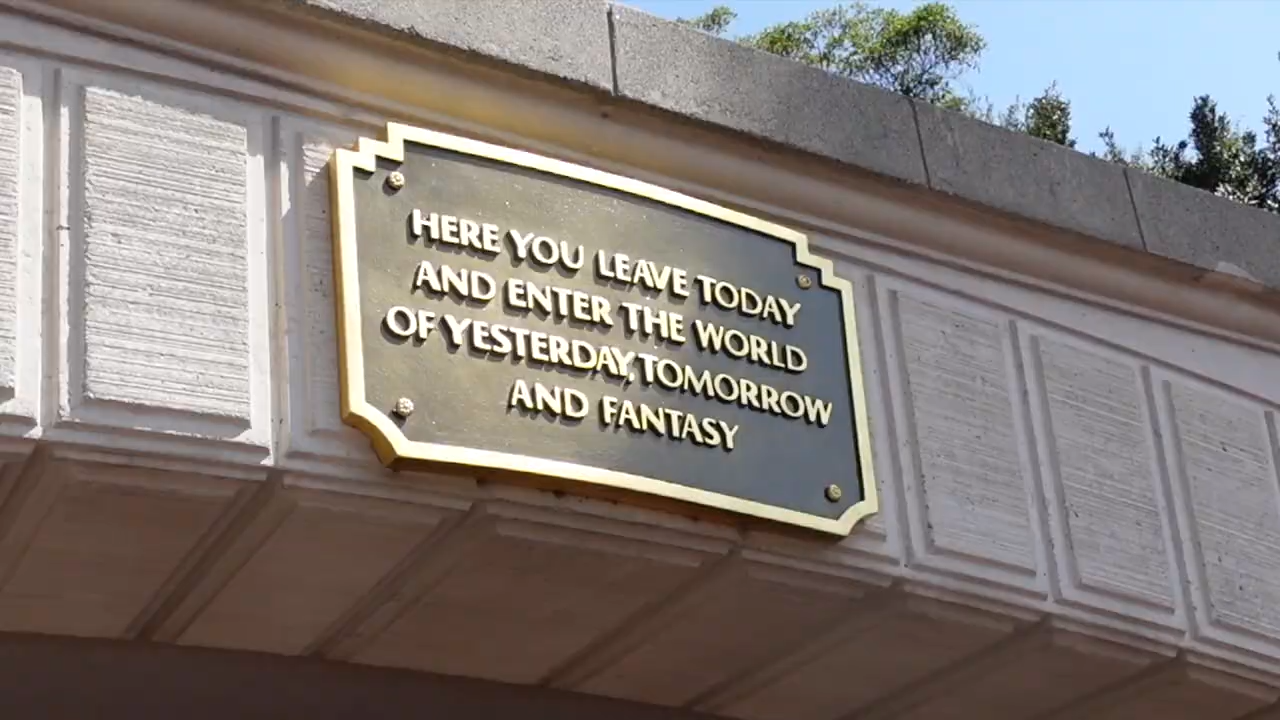 HERE YOU LEAVE TODAY
AND ENTER THE WORLD
OF YESTERDAY, TOMORROW
AND FANTASY